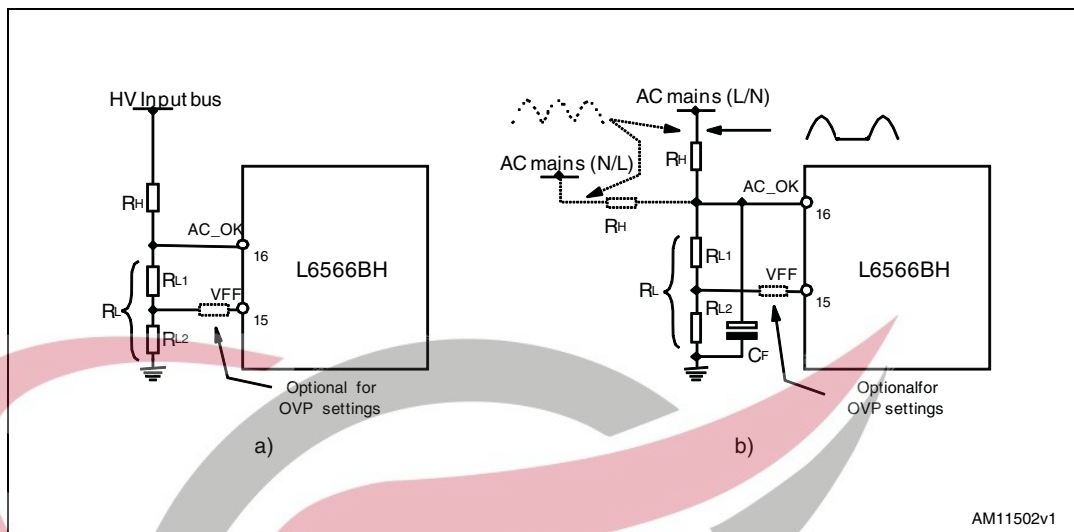 HV Input bus
RH
AC_OK
16
RL1
RL
VFF
15
RL2
L6566BH
Optional for
OVP settings
a)
AC mains (L/N)
RH
AC mains (N/L)
RH
AC_OK
16
RL1
RL
VFF
15
RL2
CF
L6566BH
Optionalfor
OVP settings
b)
AM11502v1